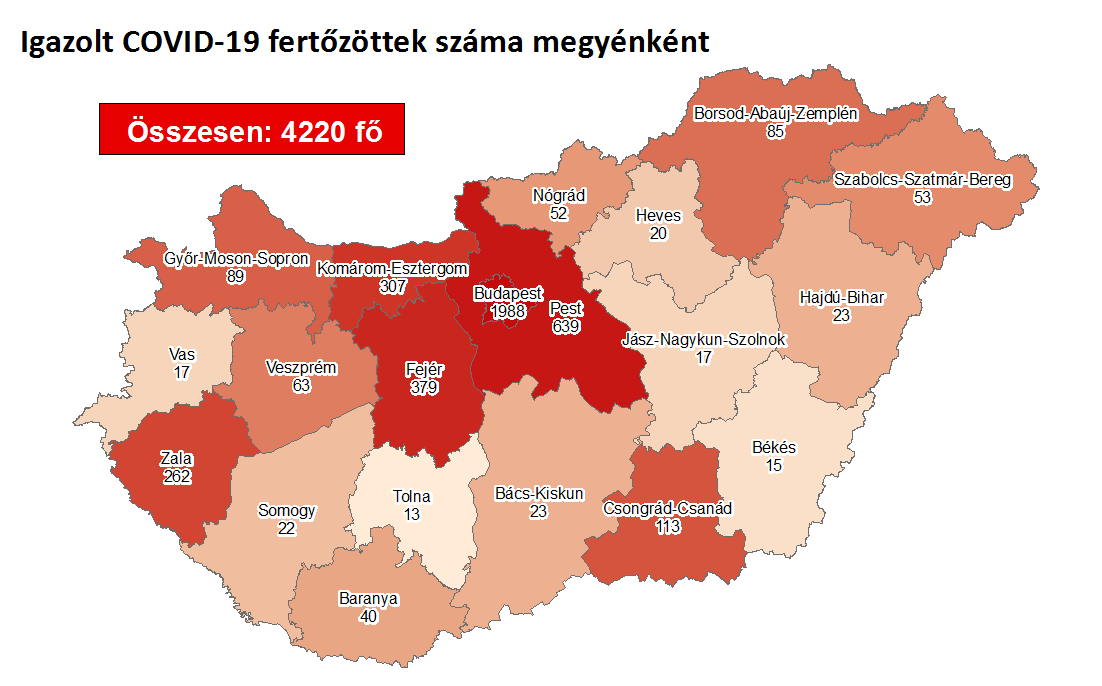 Igazolt COVID-19 fertőzöttek száma megyénként
Összesen: 4220 fő
Borsod-Abaúj-Zemplén
85
Szabolcs-Szatmár-Bereg
53
Nógrád
52
Heves
20
Győr-Moson-Sopron
89
Komárom-Esztergom
307
Budapest
1988
Pest
639
Hajdú-Bihar
23
Jász-Nagykun-Szolnok
17
Vas
17
Veszprém
63
Fejér
379
Zala
262
Békés
15
Tolna
13
Bács-Kiskun
23
Csongrád-Csanád
113
Somogy
22
Baranya
40